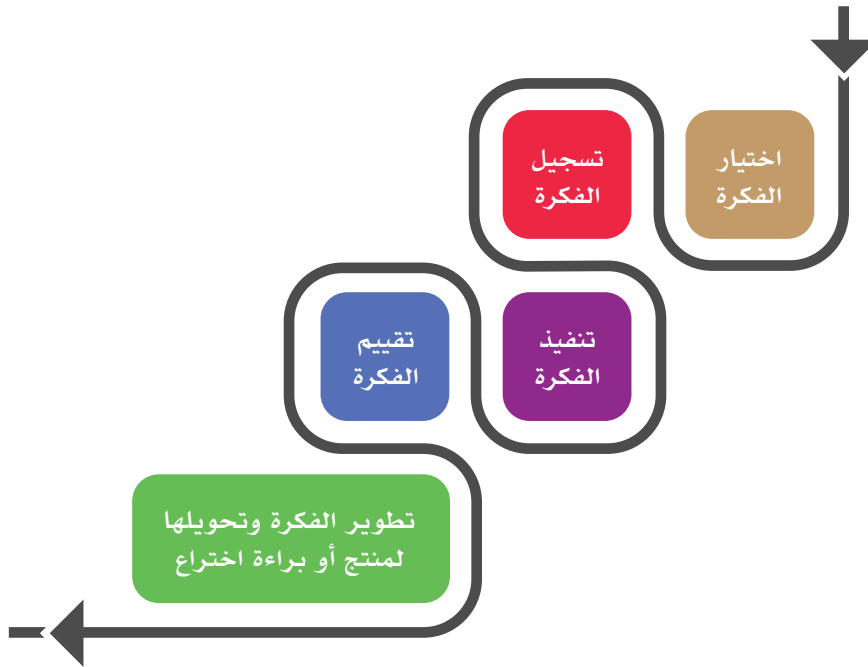 اختيار
الفكرة
تسجيل
الفكرة
تنفيذ
الفكرة
تقييم
الفكرة
تطوير الفكرة وتحويلها
لمنتج أو براءة اختراع